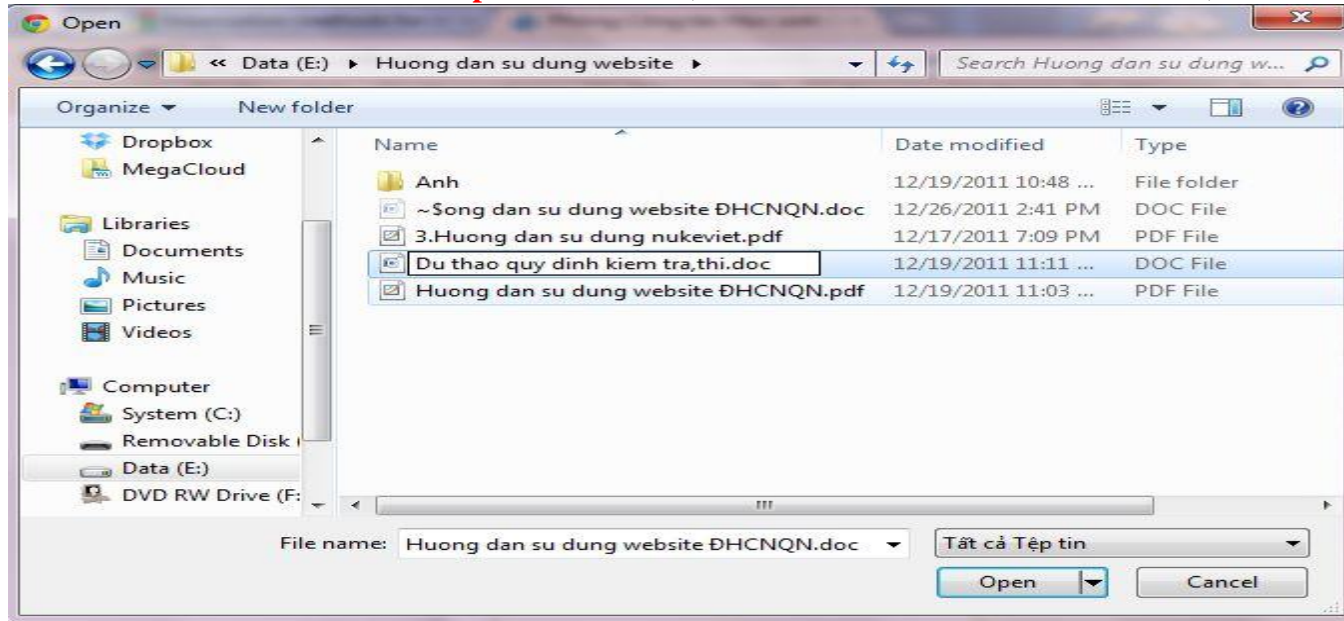 Open
« Data (E:) ▸ Huong dan su dung website ▸
Search Huong dan su dung w...
Organize
New folder
Dropbox
MegaCloud
Libraries
Documents
Music
Pictures
Videos
Computer
System (C:)
Removable Disk
Data (E:)
DVD RW Drive (F:
Name Date modified Type
Anh 12/19/2011 10:48 ... File folder
~$ong dan su dung website ĐHCNQN.doc 12/26/2011 2:41 PM DOC File
3.Huong dan su dung nukeviet.pdf 12/17/2011 7:09 PM PDF File
Du thao quy dinh kiem tra,thi.doc 12/19/2011 11:11 ... DOC File
Huong dan su dung website ĐHCNQN.pdf 12/19/2011 11:03 ... PDF File
File name: Huong dan su dung website ĐHCNQN.doc
Tất cả Tệp tin
Open
Cancel